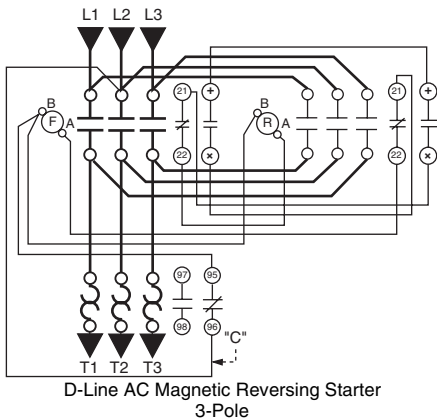 L1 L2 L3
21 + 21 +
B B
F A R A
22 × 22 ×
97 95
98 96 "C"
T1 T2 T3
D-Line AC Magnetic Reversing Starter
3-Pole